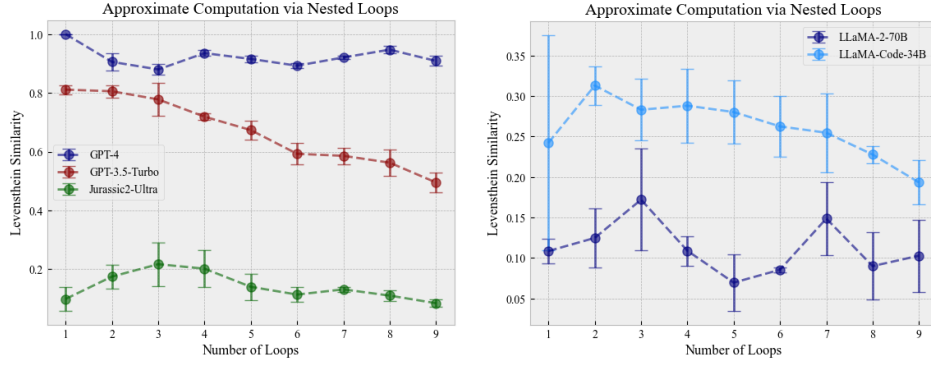 Approximate Computation via Nested Loops
Levensthein Similarity
1.0
0.8
0.6
0.4
0.2
GPT-4
GPT-3.5-Turbo
Jurassic2-Ultra
1 2 3 4 5 6 7 8 9
Number of Loops
Approximate Computation via Nested Loops
Levensthein Similarity
0.35
0.30
0.25
0.20
0.15
0.10
0.05
LLaMA-2-70B
LLaMA-Code-34B
1 2 3 4 5 6 7 8 9
Number of Loops